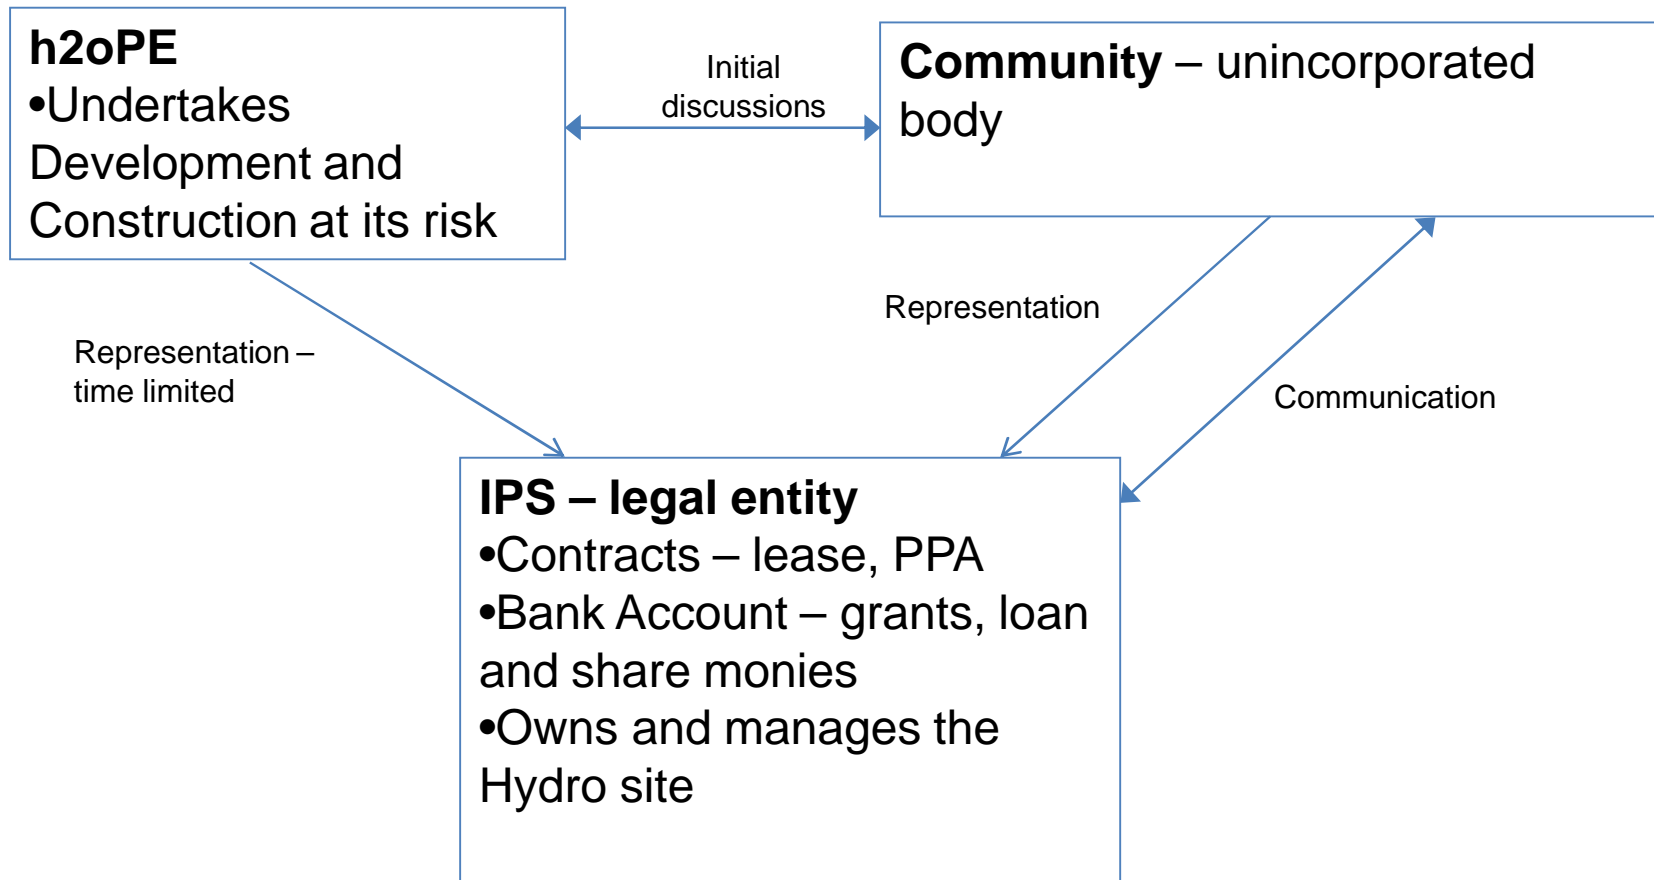 h2oPE
•Undertakes
Development and
Construction at its risk
Initial
discussions
Community – unincorporated
body
Representation –
time limited
Representation
Communication
IPS – legal entity
•Contracts – lease, PPA
•Bank Account – grants, loan
and share monies
•Owns and manages the
Hydro site